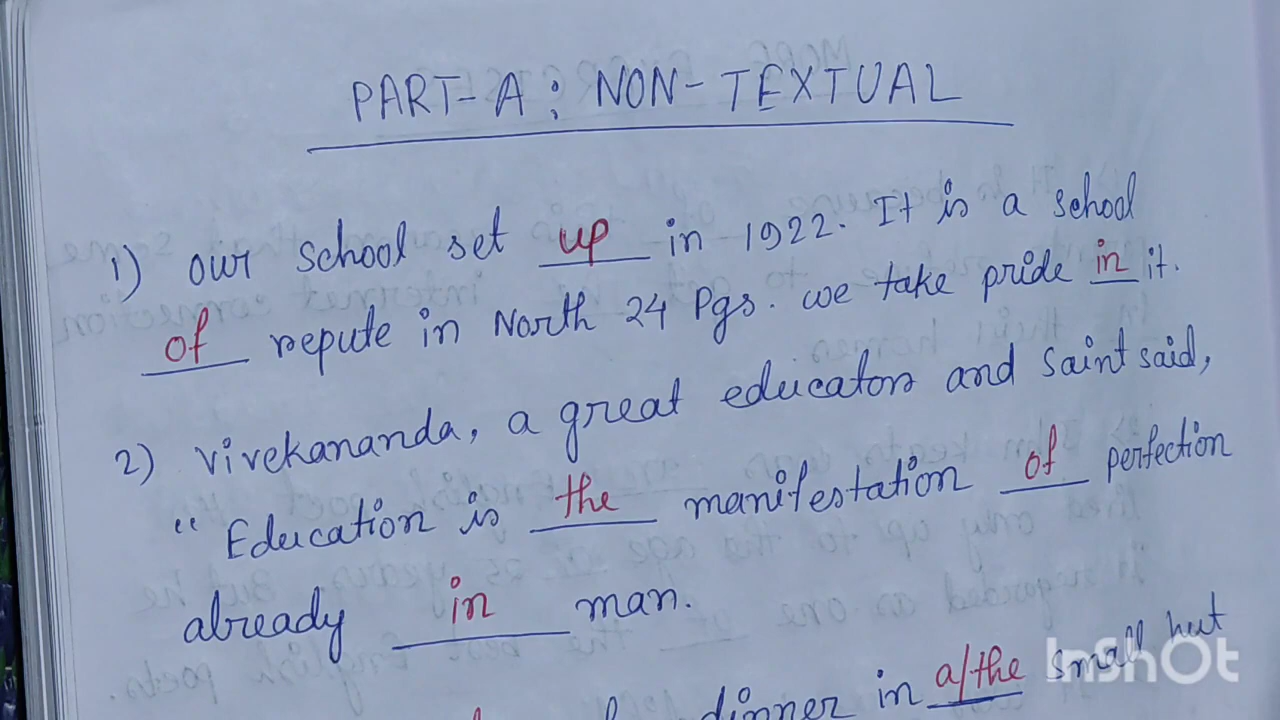 PART-A: NON-TEXTUAL
1) our school set up in 1922. It is a school
of repute in North 24 Pgs. we take pride in it.
2) Vivekananda, a great educator and saint said,
"Education is the manifestation of perfection
already in man.
dinner in a/the small hut
InShOt